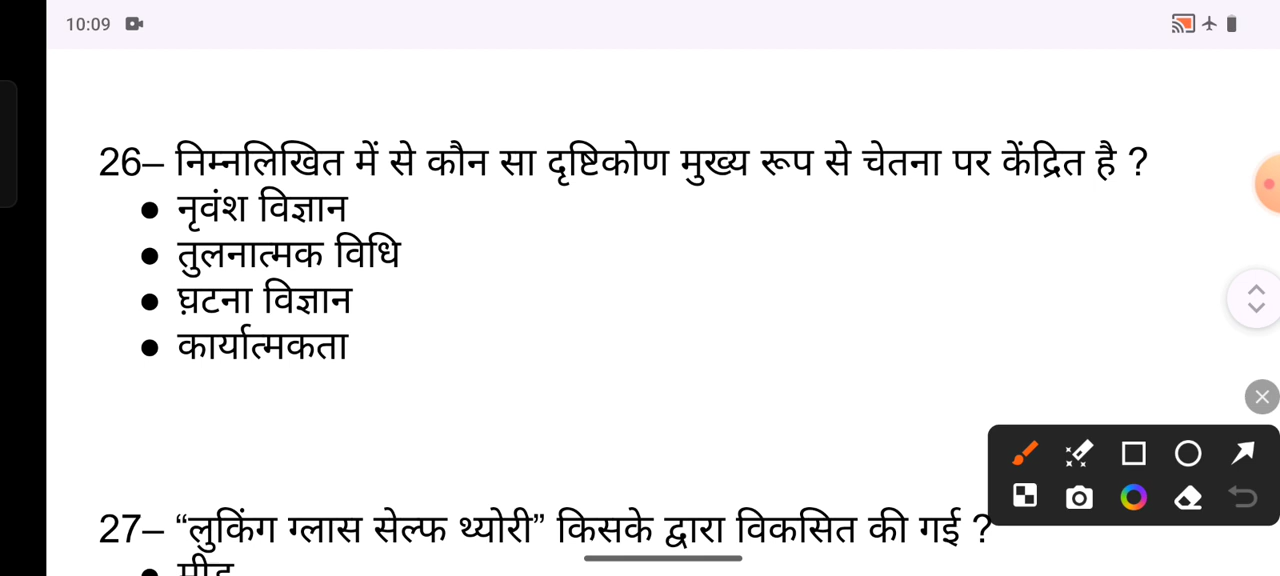 10:09
26– निम्नलिखित में से कौन सा दृष्टिकोण मुख्य रूप से चेतना पर केंद्रित है ?
● नृवंश विज्ञान
● तुलनात्मक विधि
● घ़टना विज्ञान
● कार्यात्मकता
27– “लुकिंग ग्लास सेल्फ थ्योरी” किसके द्वारा विकसित की गई ?